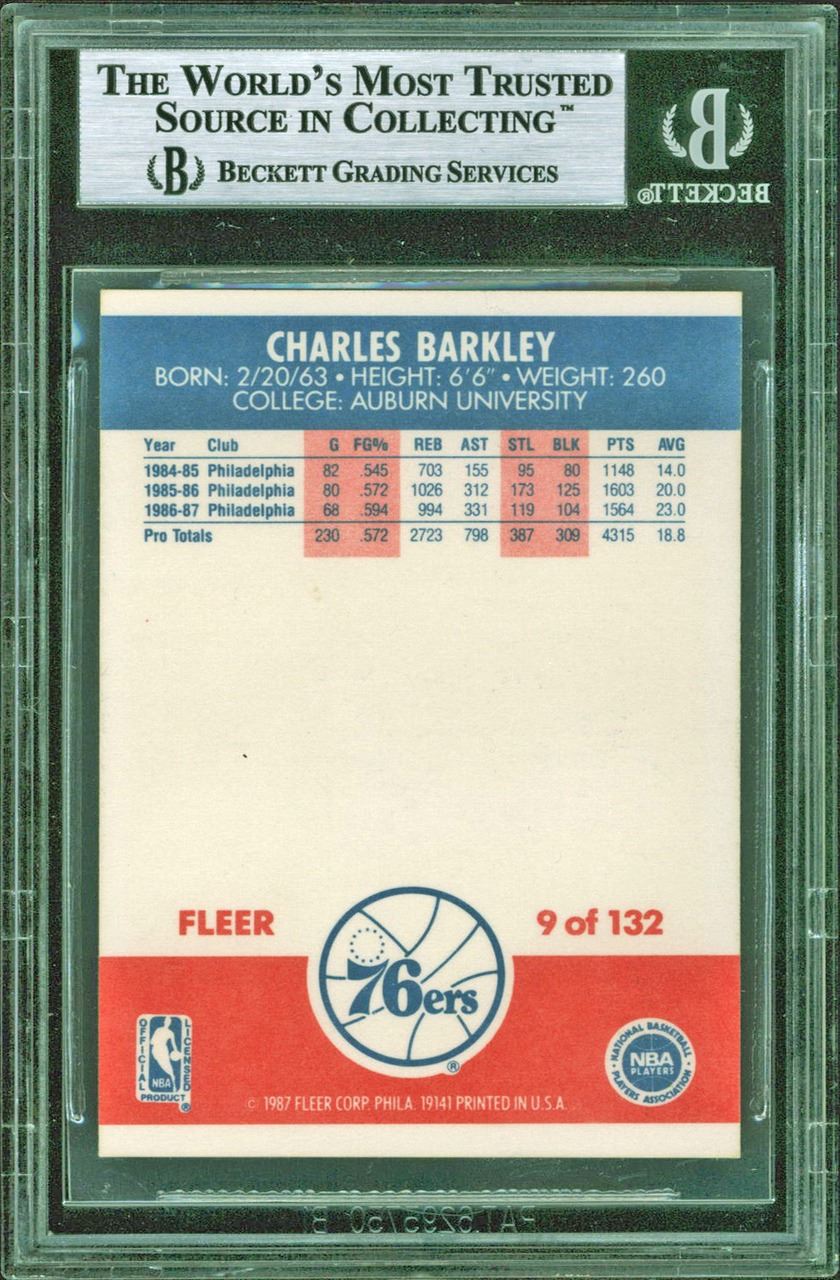 THE WORLD'S MOST TRUSTED
SOURCE IN COLLECTING™
B BECKETT GRADING SERVICES
B
BECKETT®
CHARLES BARKLEY
BORN: 2/20/63 • HEIGHT: 6'6" • WEIGHT: 260
COLLEGE: AUBURN UNIVERSITY
Year Club G FG% REB AST STL BLK PTS AVG
1984-85 Philadelphia 82 .545 703 155 95 80 1148 14.0
1985-86 Philadelphia 80 .572 1026 312 173 125 1603 20.0
1986-87 Philadelphia 68 .594 994 331 119 104 1564 23.0
Pro Totals 230 .572 2723 798 387 309 4315 18.8
FLEER
9 of 132
76ers
®
OFFICIAL LICENSED
NBA
PRODUCT ®
• NATIONAL BASKETBALL •
NBA
PLAYERS
PLAYERS ASSOCIATION
© 1987 FLEER CORP. PHILA. 19141 PRINTED IN U.S.A.